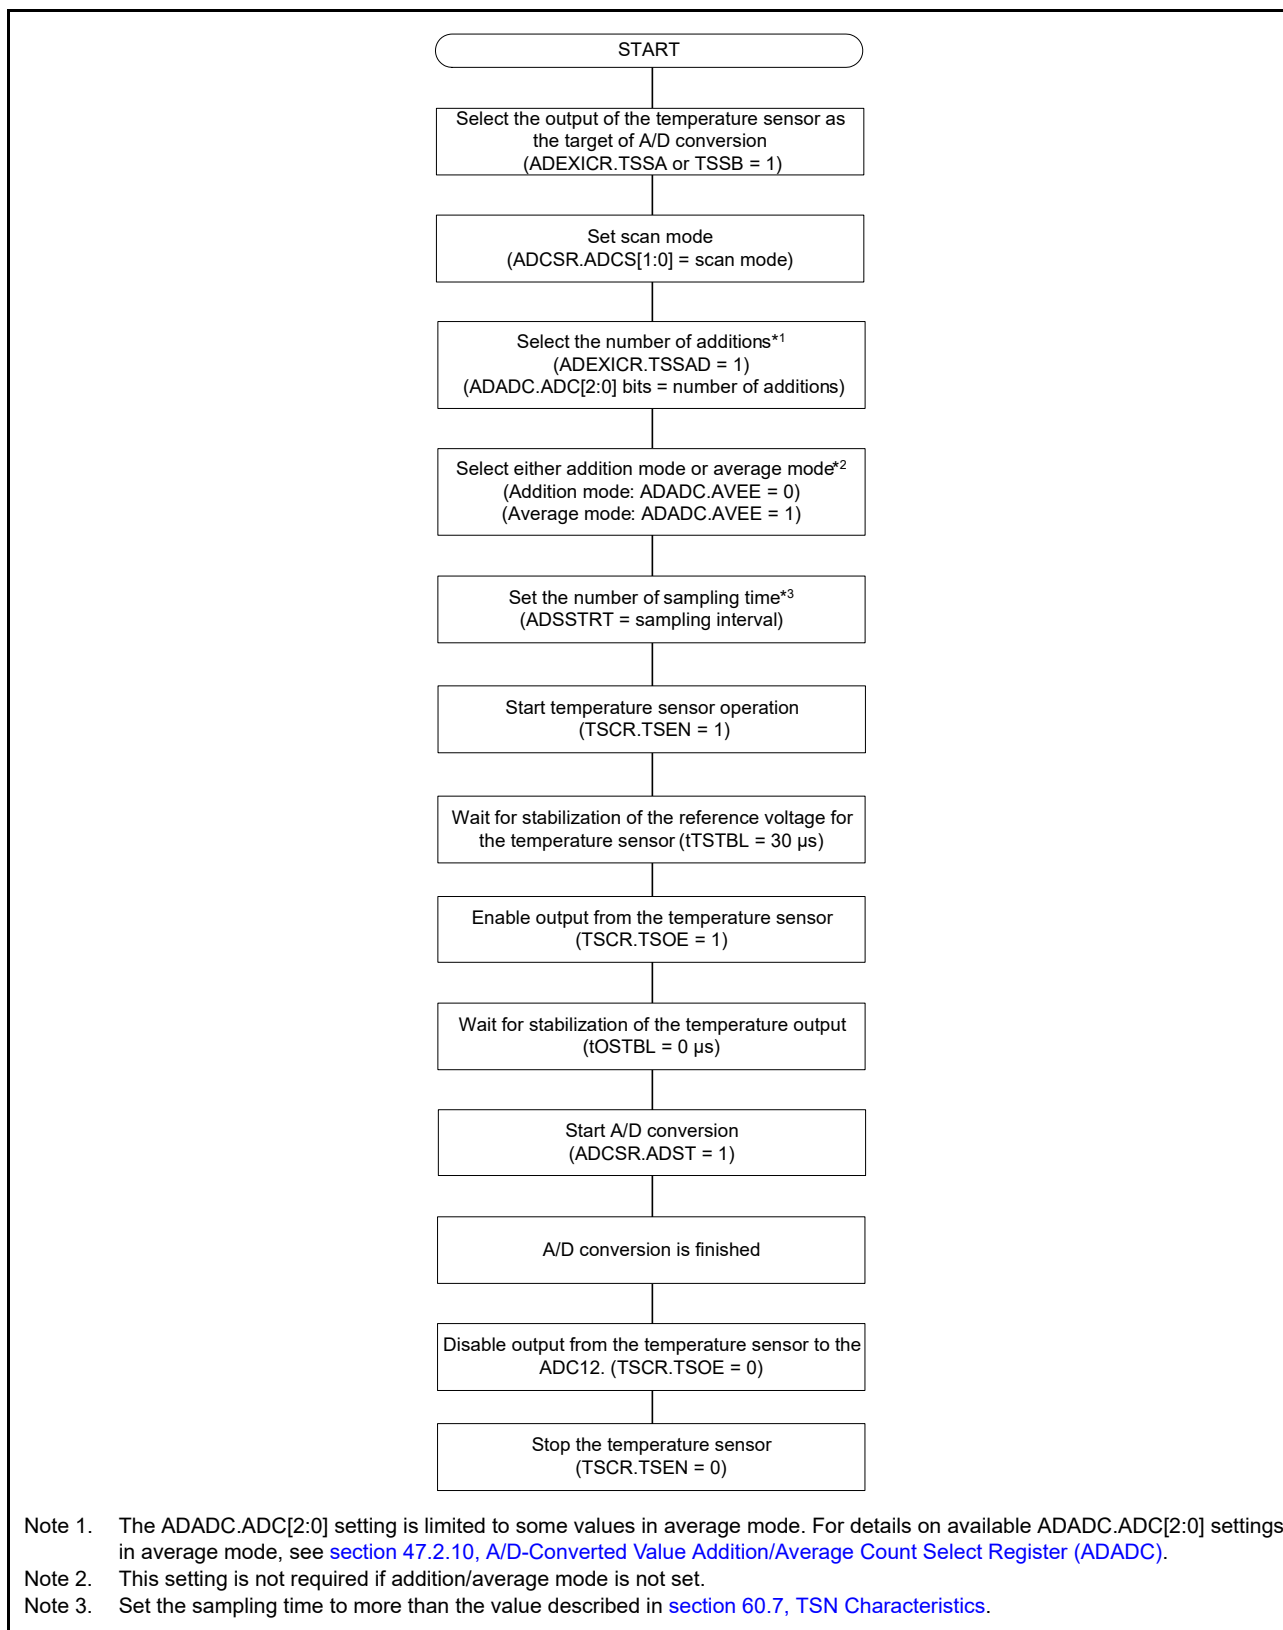 START
Select the output of the temperature sensor as
the target of A/D conversion
(ADEXICR.TSSA or TSSB = 1)
Set scan mode
(ADCSR.ADCS[1:0] = scan mode)
Select the number of additions*1
(ADEXICR.TSSAD = 1)
(ADADC.ADC[2:0] bits = number of additions)
Select either addition mode or average mode*2
(Addition mode: ADADC.AVEE = 0)
(Average mode: ADADC.AVEE = 1)
Set the number of sampling time*3
(ADSSTRT = sampling interval)
Start temperature sensor operation
(TSCR.TSEN = 1)
Wait for stabilization of the reference voltage for
the temperature sensor (tTSTBL = 30 µs)
Enable output from the temperature sensor
(TSCR.TSOE = 1)
Wait for stabilization of the temperature output
(tOSTBL = 0 µs)
Start A/D conversion
(ADCSR.ADST = 1)
A/D conversion is finished
Disable output from the temperature sensor to the
ADC12. (TSCR.TSOE = 0)
Stop the temperature sensor
(TSCR.TSEN = 0)
Note 1. The ADADC.ADC[2:0] setting is limited to some values in average mode. For details on available ADADC.ADC[2:0] settings
in average mode, see section 47.2.10, A/D-Converted Value Addition/Average Count Select Register (ADADC).
Note 2. This setting is not required if addition/average mode is not set.
Note 3. Set the sampling time to more than the value described in section 60.7, TSN Characteristics.